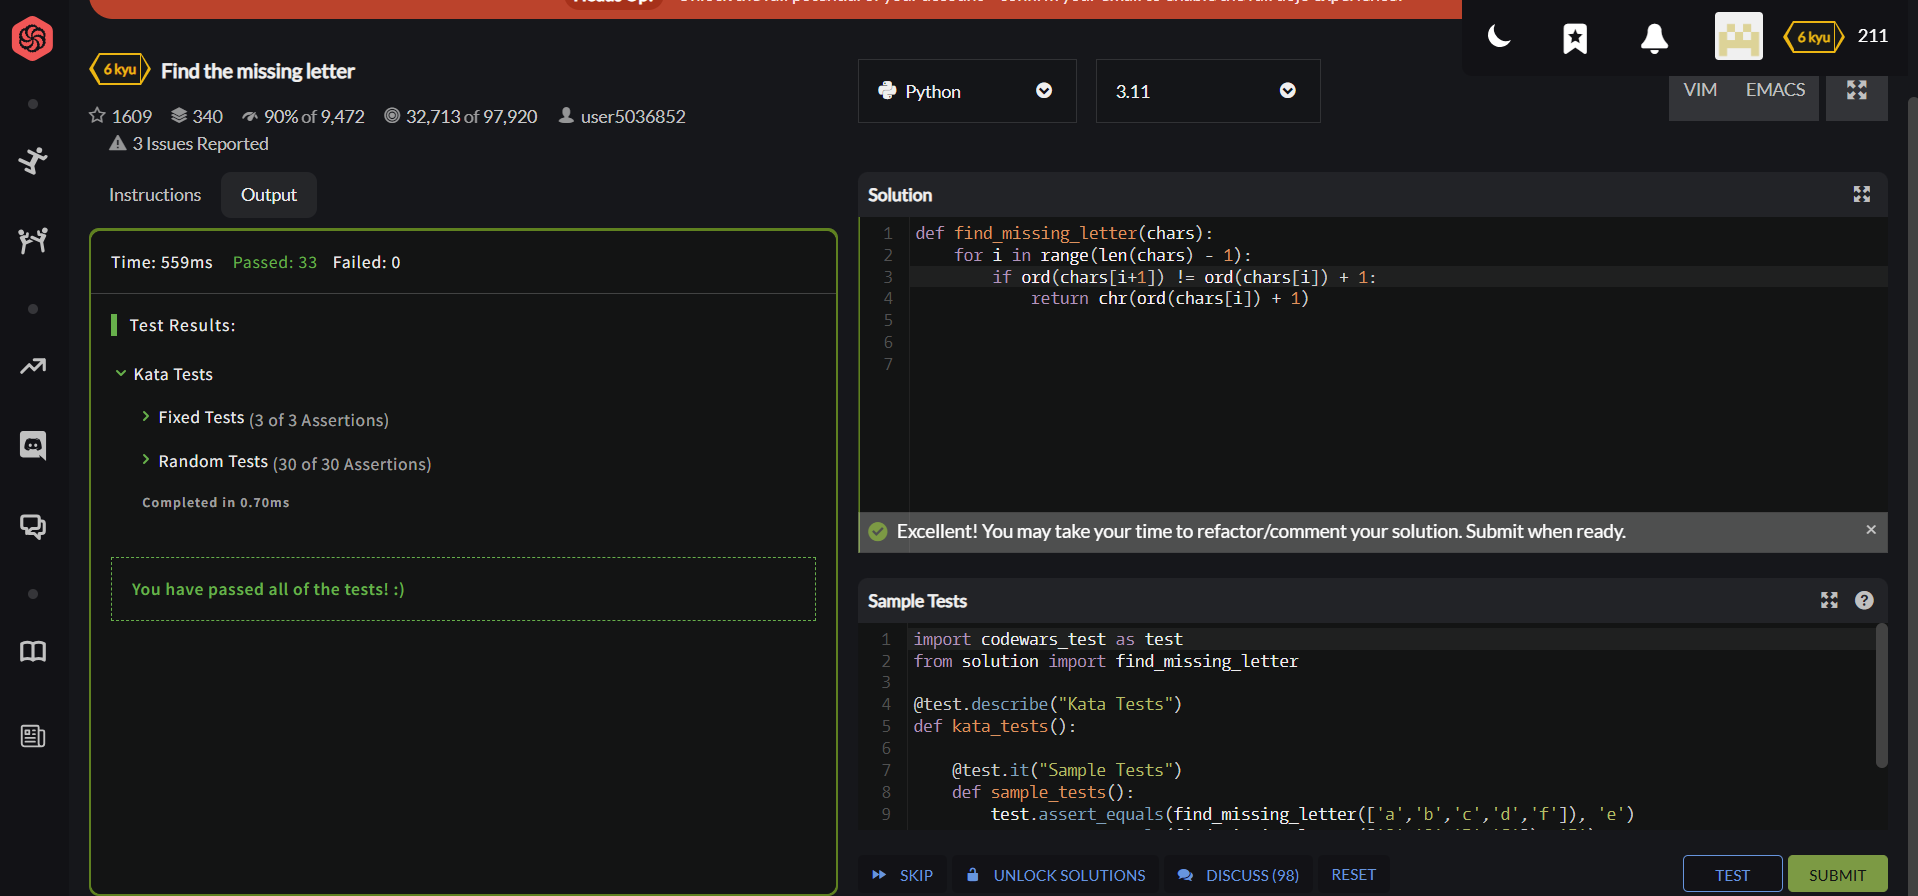 6 kyu 211
6 kyu Find the missing letter
1609 340 90% of 9,472 32,713 of 97,920 user5036852
3 Issues Reported
Python
3.11
VIM EMACS
Instructions Output
Time: 559ms Passed: 33 Failed: 0
Test Results:
Kata Tests
Fixed Tests (3 of 3 Assertions)
Random Tests (30 of 30 Assertions)
Completed in 0.70ms
You have passed all of the tests! :)
Solution
1 def find_missing_letter(chars):
2 for i in range(len(chars) - 1):
3 if ord(chars[i+1]) != ord(chars[i]) + 1:
4 return chr(ord(chars[i]) + 1)
5
6
7
Excellent! You may take your time to refactor/comment your solution. Submit when ready.
Sample Tests
1 import codewars_test as test
2 from solution import find_missing_letter
3
4 @test.describe("Kata Tests")
5 def kata_tests():
6
7 @test.it("Sample Tests")
8 def sample_tests():
9 test.assert_equals(find_missing_letter(['a','b','c','d','f']), 'e')
SKIP UNLOCK SOLUTIONS DISCUSS (98) RESET TEST SUBMIT